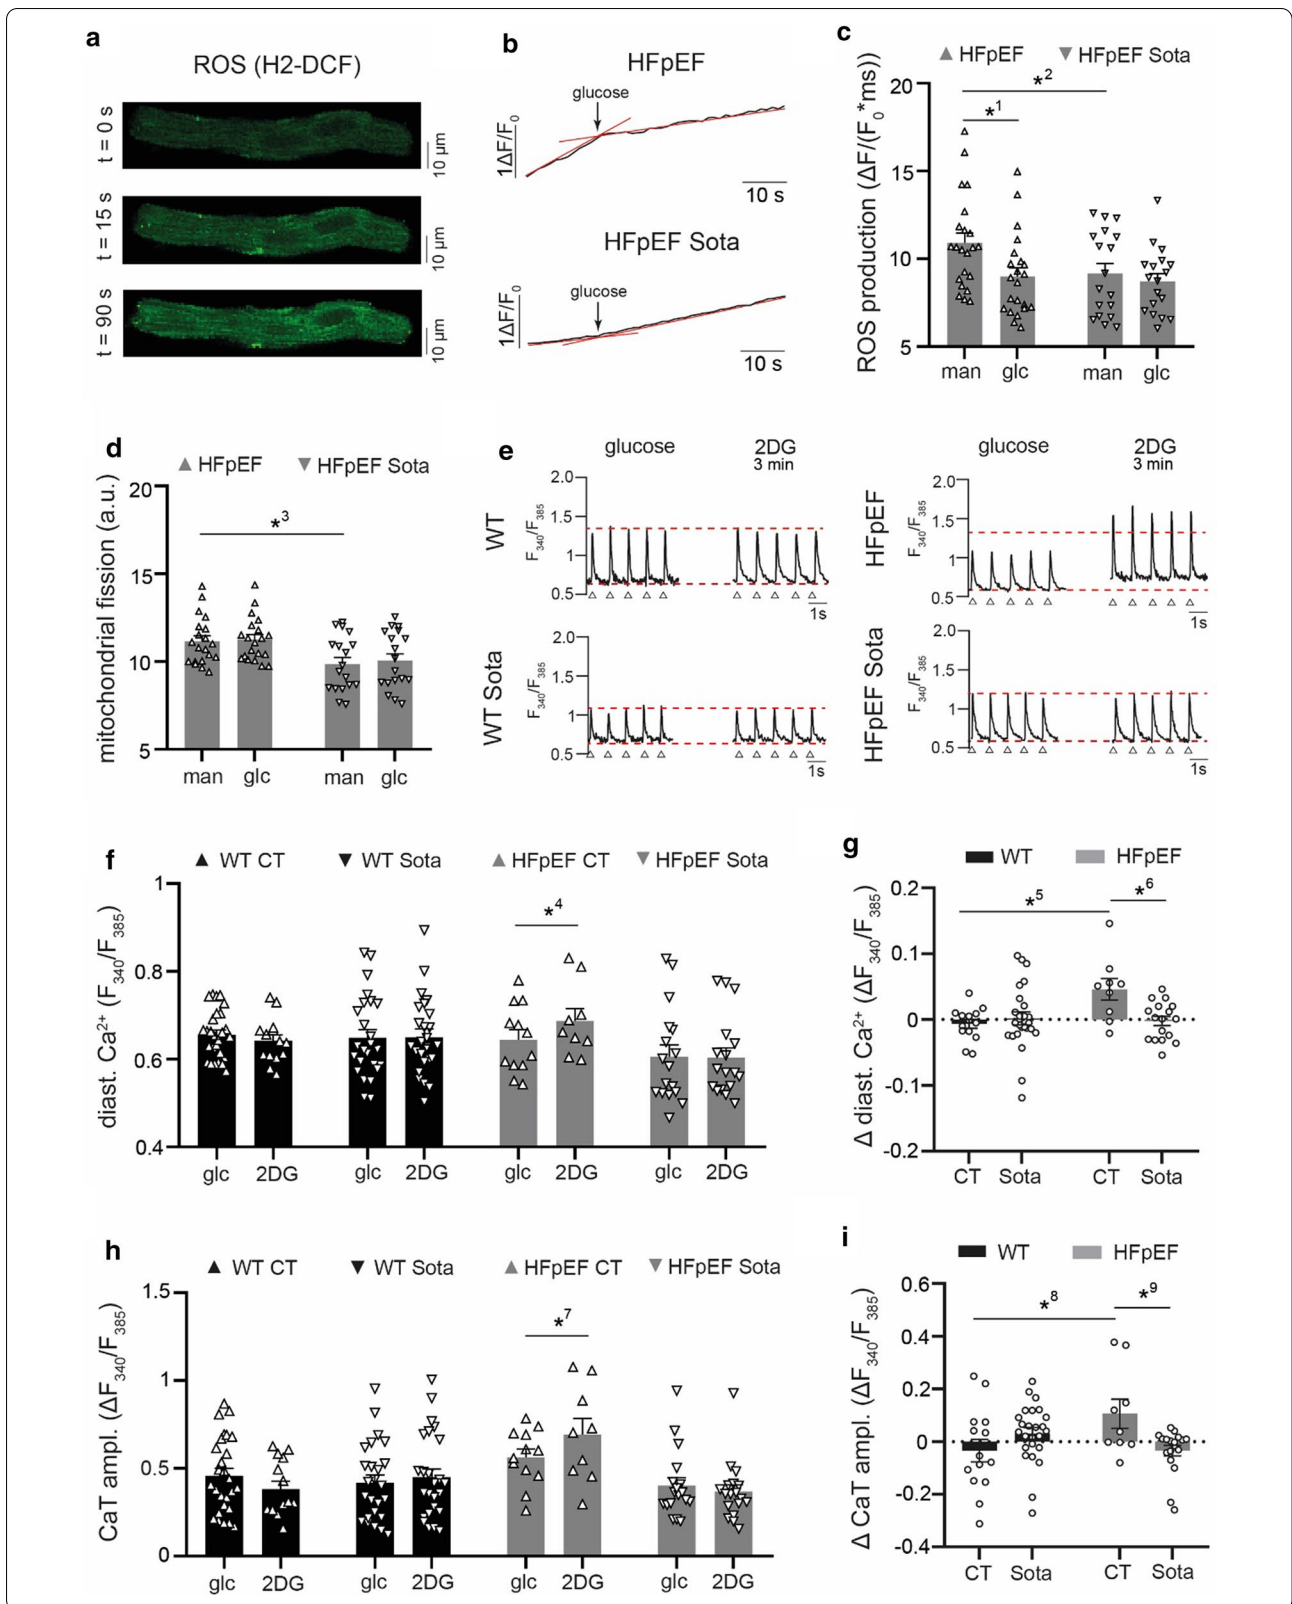 a
ROS (H2-DCF)
t = 0 s
10 µm
t = 15 s
10 µm
t = 90 s
10 µm
b
HFpEF
glucose
1ΔF/F0
10 s
HFpEF Sota
glucose
1ΔF/F0
10 s
c
HFpEF HFpEF Sota
ROS production (ΔF/(F0*ms))
20
15
10
5
*2
*1
man glc man glc
d
HFpEF HFpEF Sota
mitochondrial fission (a.u.)
20
15
10
5
*3
man glc man glc
e
glucose 2DG
3 min
WT
F340/F385
2.0
1.5
1
0.5
1s
WT Sota
F340/F385
2.0
1.5
1
0.5
1s
glucose 2DG
3 min
HFpEF
F340/F385
2.0
1.5
1
0.5
1s
HFpEF Sota
F340/F385
2.0
1.5
1
0.5
1s
f
WT CT WT Sota HFpEF CT HFpEF Sota
diast. Ca2+ (F340/F385)
1
0.8
0.6
0.4
*4
glc 2DG glc 2DG glc 2DG glc 2DG
g
WT HFpEF
Δ diast. Ca2+ (ΔF340/F385)
0.2
0.1
0
-0.1
-0.2
*5
*6
CT Sota CT Sota
h
WT CT WT Sota HFpEF CT HFpEF Sota
CaT ampl. (ΔF340/F385)
1.5
1
0.5
0
*7
glc 2DG glc 2DG glc 2DG glc 2DG
i
WT HFpEF
Δ CaT ampl. (ΔF340/F385)
0.6
0.4
0.2
0
-0.2
-0.4
*8
*9
CT Sota CT Sota